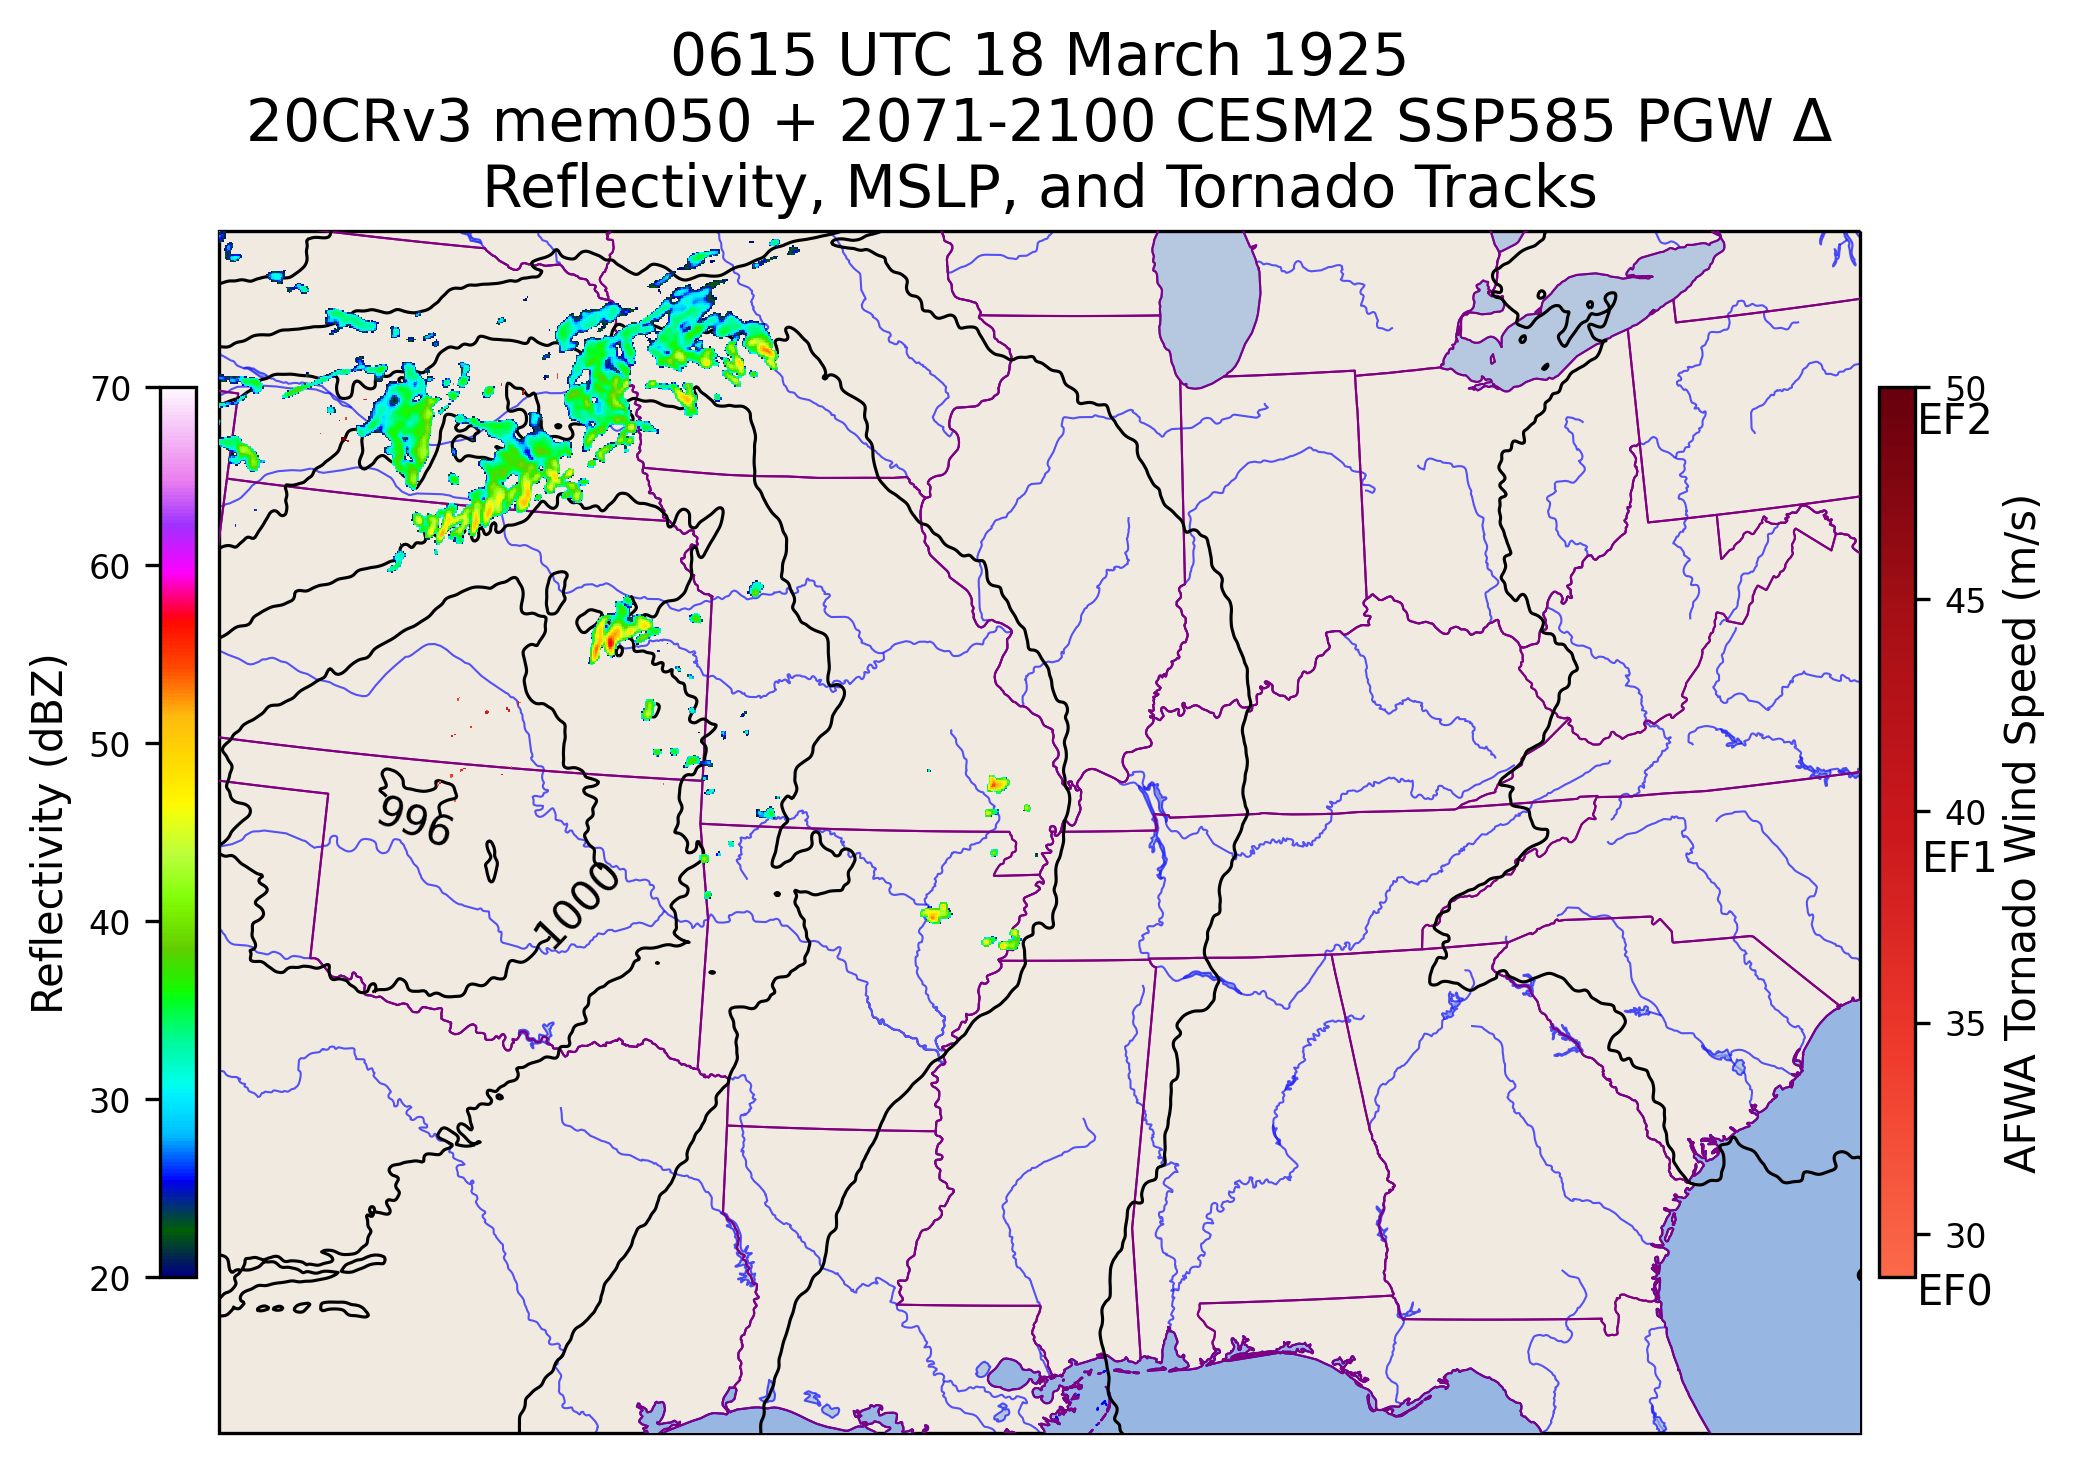 0615 UTC 18 March 1925
20CRv3 mem050 + 2071-2100 CESM2 SSP585 PGW Δ
Reflectivity, MSLP, and Tornado Tracks
70
60
50
40
30
20
Reflectivity (dBZ)
996
1000
50
EF2
45
40
EF1
35
30
EF0
AFWA Tornado Wind Speed (m/s)